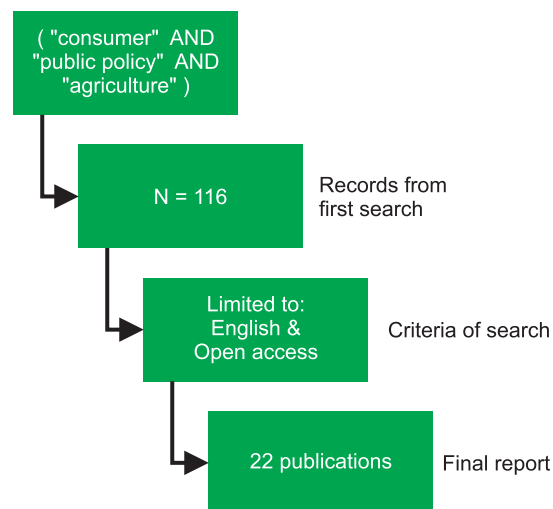 ( "consumer" AND
"public policy" AND
"agriculture" )
N = 116
Records from
first search
Limited to:
English &
Open access
Criteria of search
22 publications
Final report